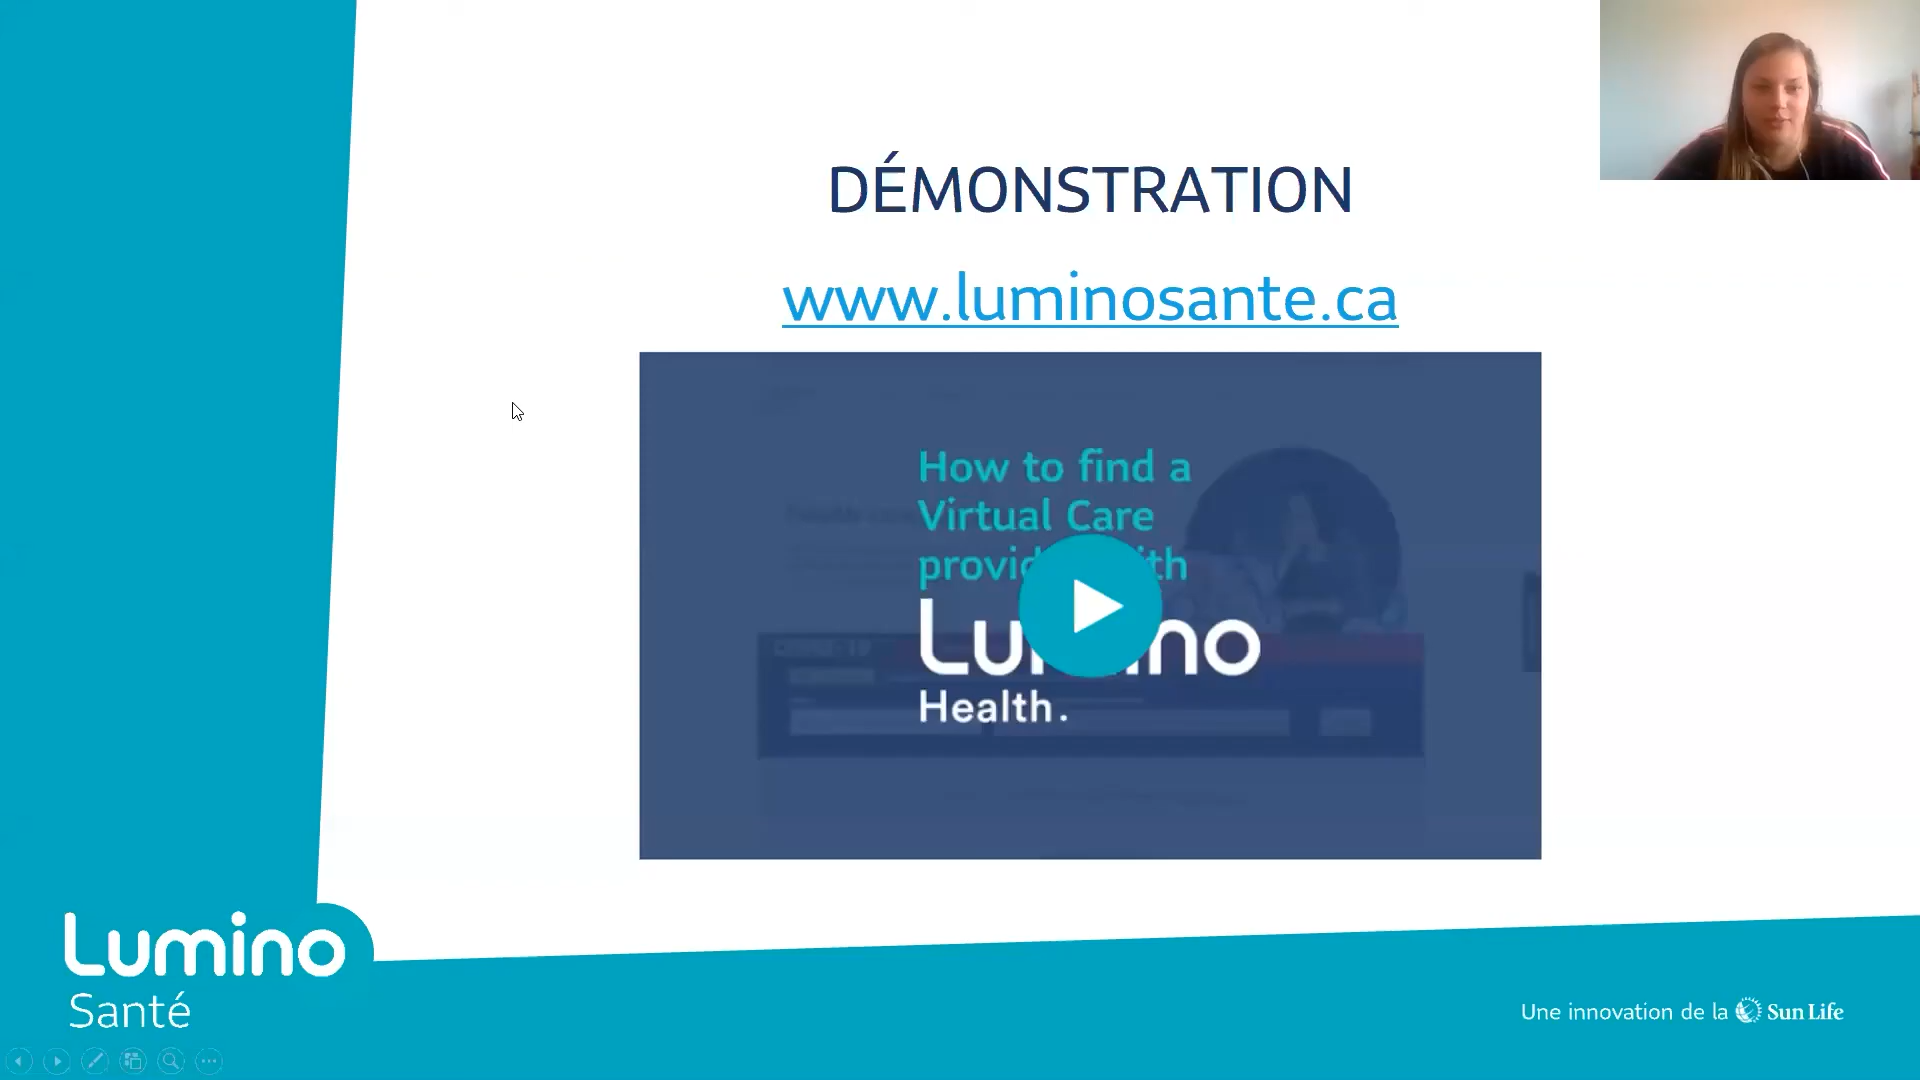 DÉMONSTRATION
www.luminosante.ca
How to find a
Virtual Care
Health.
Lumino
Santé
Une innovation de la Sun Life